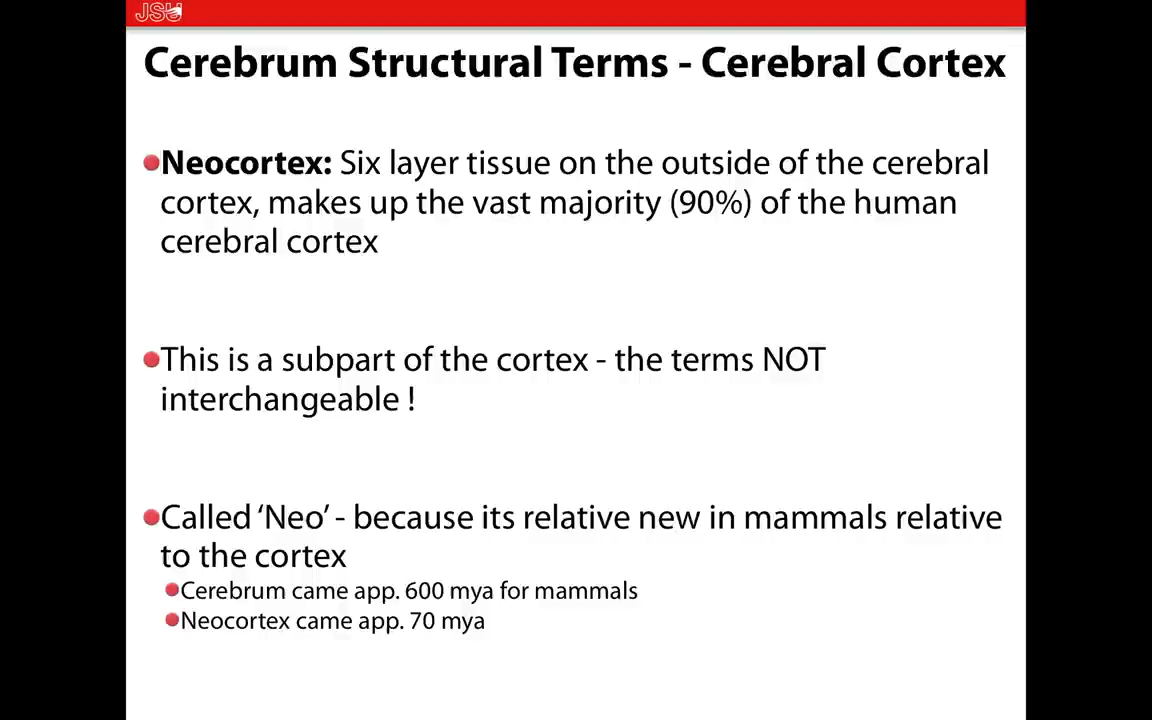 JSU
Cerebrum Structural Terms - Cerebral Cortex
Neocortex: Six layer tissue on the outside of the cerebral
cortex, makes up the vast majority (90%) of the human
cerebral cortex
This is a subpart of the cortex - the terms NOT
interchangeable !
Called ‘Neo’ - because its relative new in mammals relative
to the cortex
Cerebrum came app. 600 mya for mammals
Neocortex came app. 70 mya